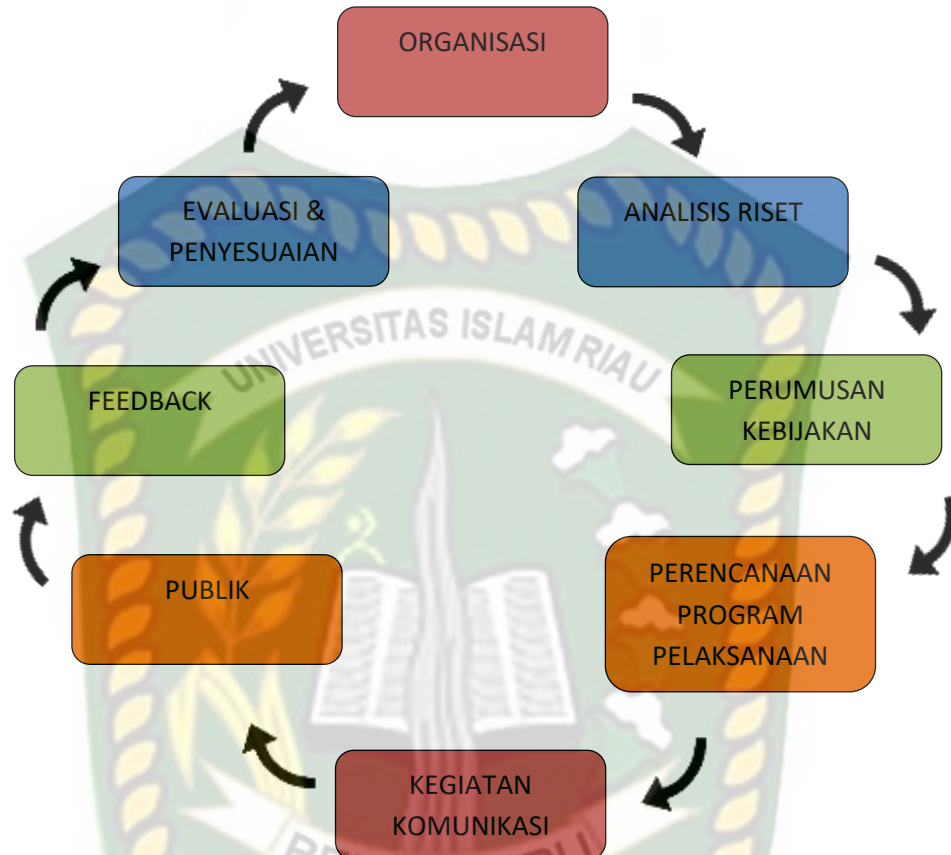 ORGANISASI
ANALISIS RISET
PERUMUSAN
KEBIJAKAN
PERENCANAAN
PROGRAM
PELAKSANAAN
KEGIATAN
KOMUNIKASI
PUBLIK
FEEDBACK
EVALUASI &
PENYESUAIAN
UNIVERSITAS ISLAM RIAU